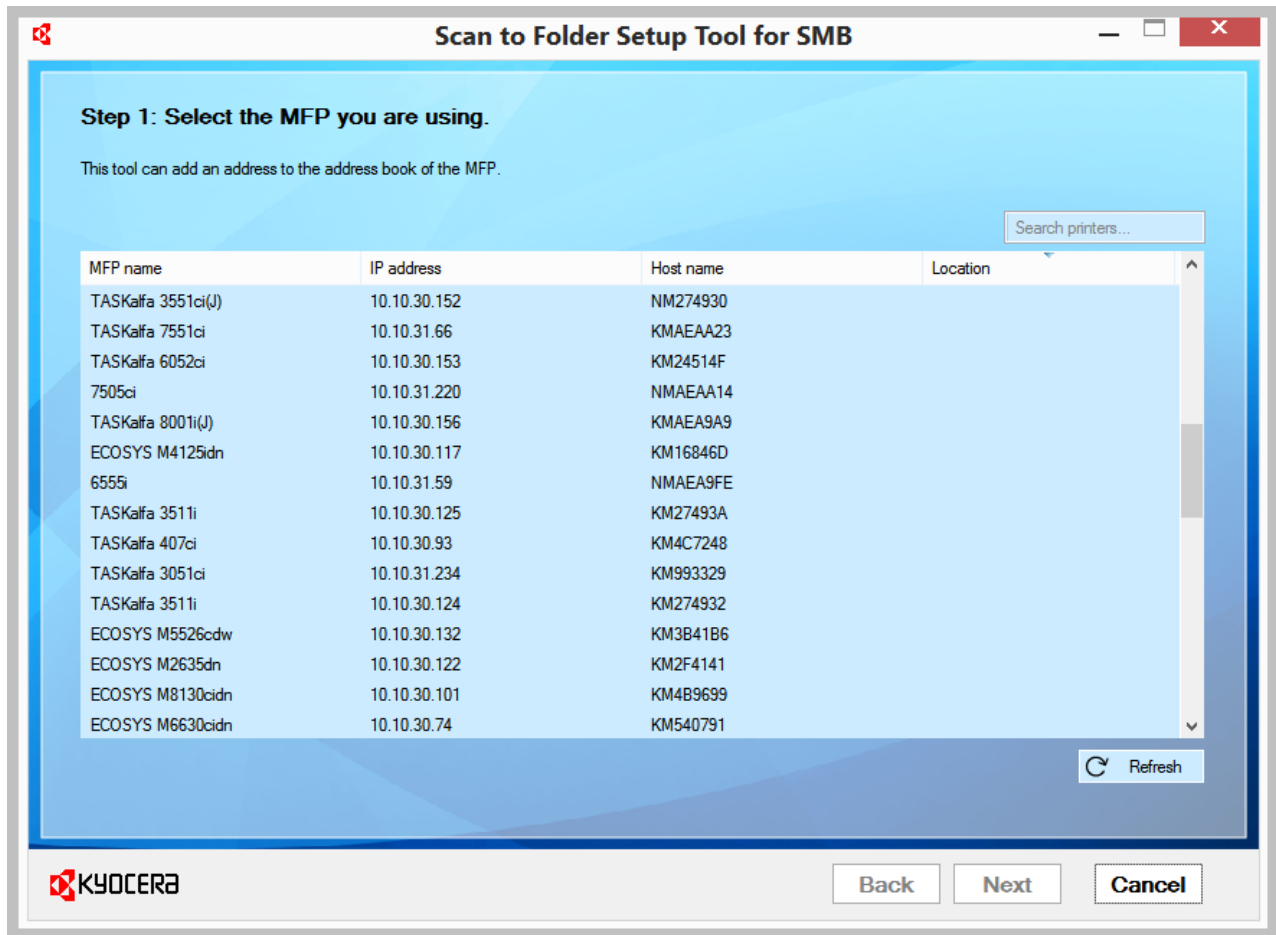 Scan to Folder Setup Tool for SMB
Step 1: Select the MFP you are using.
This tool can add an address to the address book of the MFP.
Search printers...
MFP name IP address Host name Location
TASKalfa 3551ci(J) 10.10.30.152 NM274930
TASKalfa 7551ci 10.10.31.66 KMAEAA23
TASKalfa 6052ci 10.10.30.153 KM24514F
7505ci 10.10.31.220 NMAEAA14
TASKalfa 8001i(J) 10.10.30.156 KMAEA9A9
ECOSYS M4125idn 10.10.30.117 KM16846D
6555i 10.10.31.59 NMAEA9FE
TASKalfa 3511i 10.10.30.125 KM27493A
TASKalfa 407ci 10.10.30.93 KM4C7248
TASKalfa 3051ci 10.10.31.234 KM993329
TASKalfa 3511i 10.10.30.124 KM274932
ECOSYS M5526cdw 10.10.30.132 KM3B41B6
ECOSYS M2635dn 10.10.30.122 KM2F4141
ECOSYS M8130cidn 10.10.30.101 KM4B9699
ECOSYS M6630cidn 10.10.30.74 KM540791
Refresh
KYOCERA Back Next Cancel